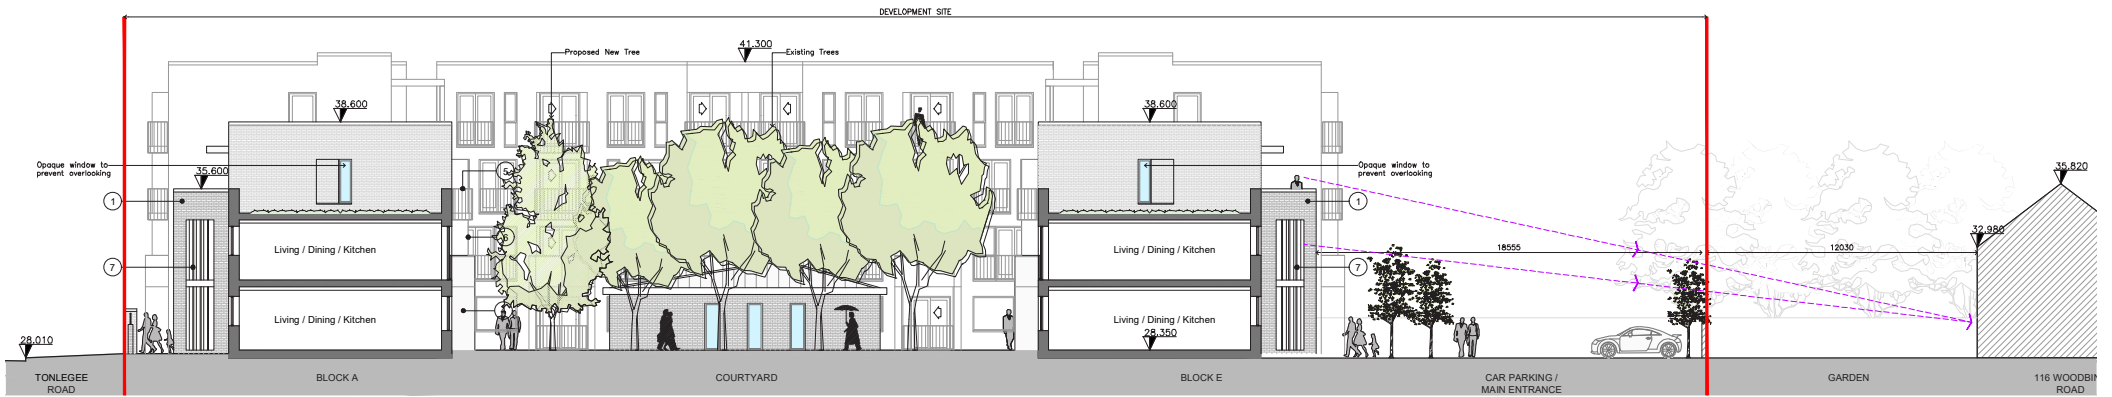 DEVELOPMENT SITE
41.300
Proposed New Tree
Existing Trees
38.600
38.600
Opaque window to
prevent overlooking
35.600
Opaque window to
prevent overlooking
35.820
5
1
1
32.980
6
Living / Dining / Kitchen
Living / Dining / Kitchen
18555
12030
7
7
Living / Dining / Kitchen
Living / Dining / Kitchen
28.350
28.010
TONLEGEE
ROAD
BLOCK A
COURTYARD
BLOCK E
CAR PARKING /
MAIN ENTRANCE
GARDEN
116 WOODBIN
ROAD